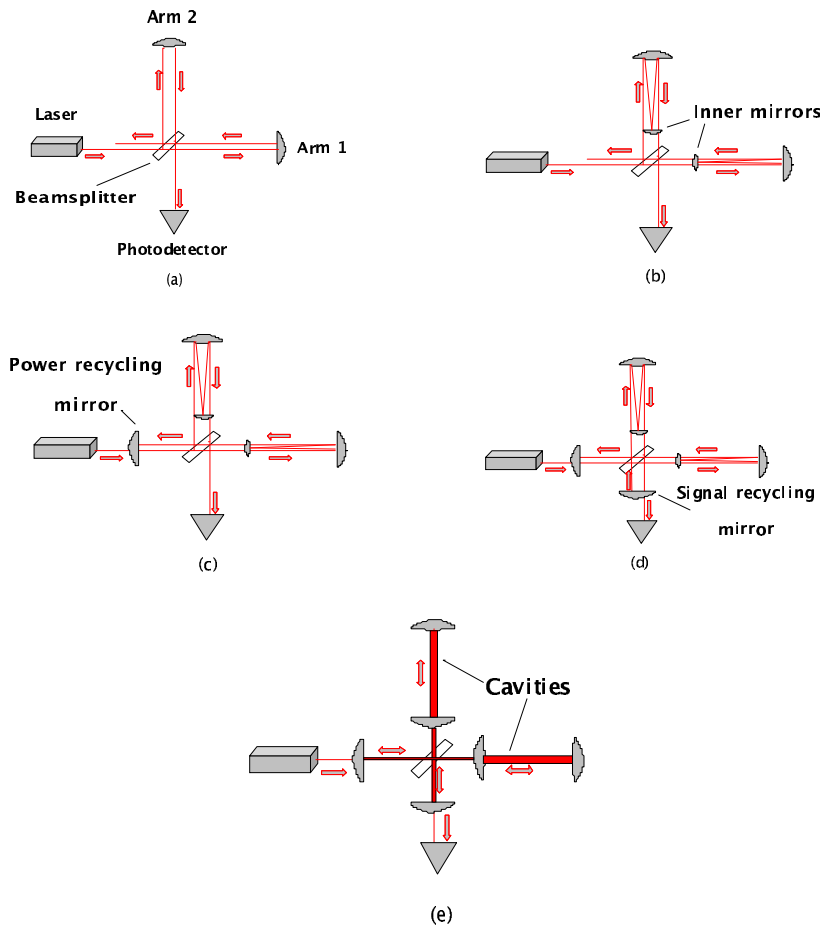 Arm 2
Laser
Arm 1
Beamsplitter
Photodetector
(a)
Inner mirrors
(b)
Power recycling
mirror
(c)
Signal recycling
mirror
(d)
Cavities
(e)